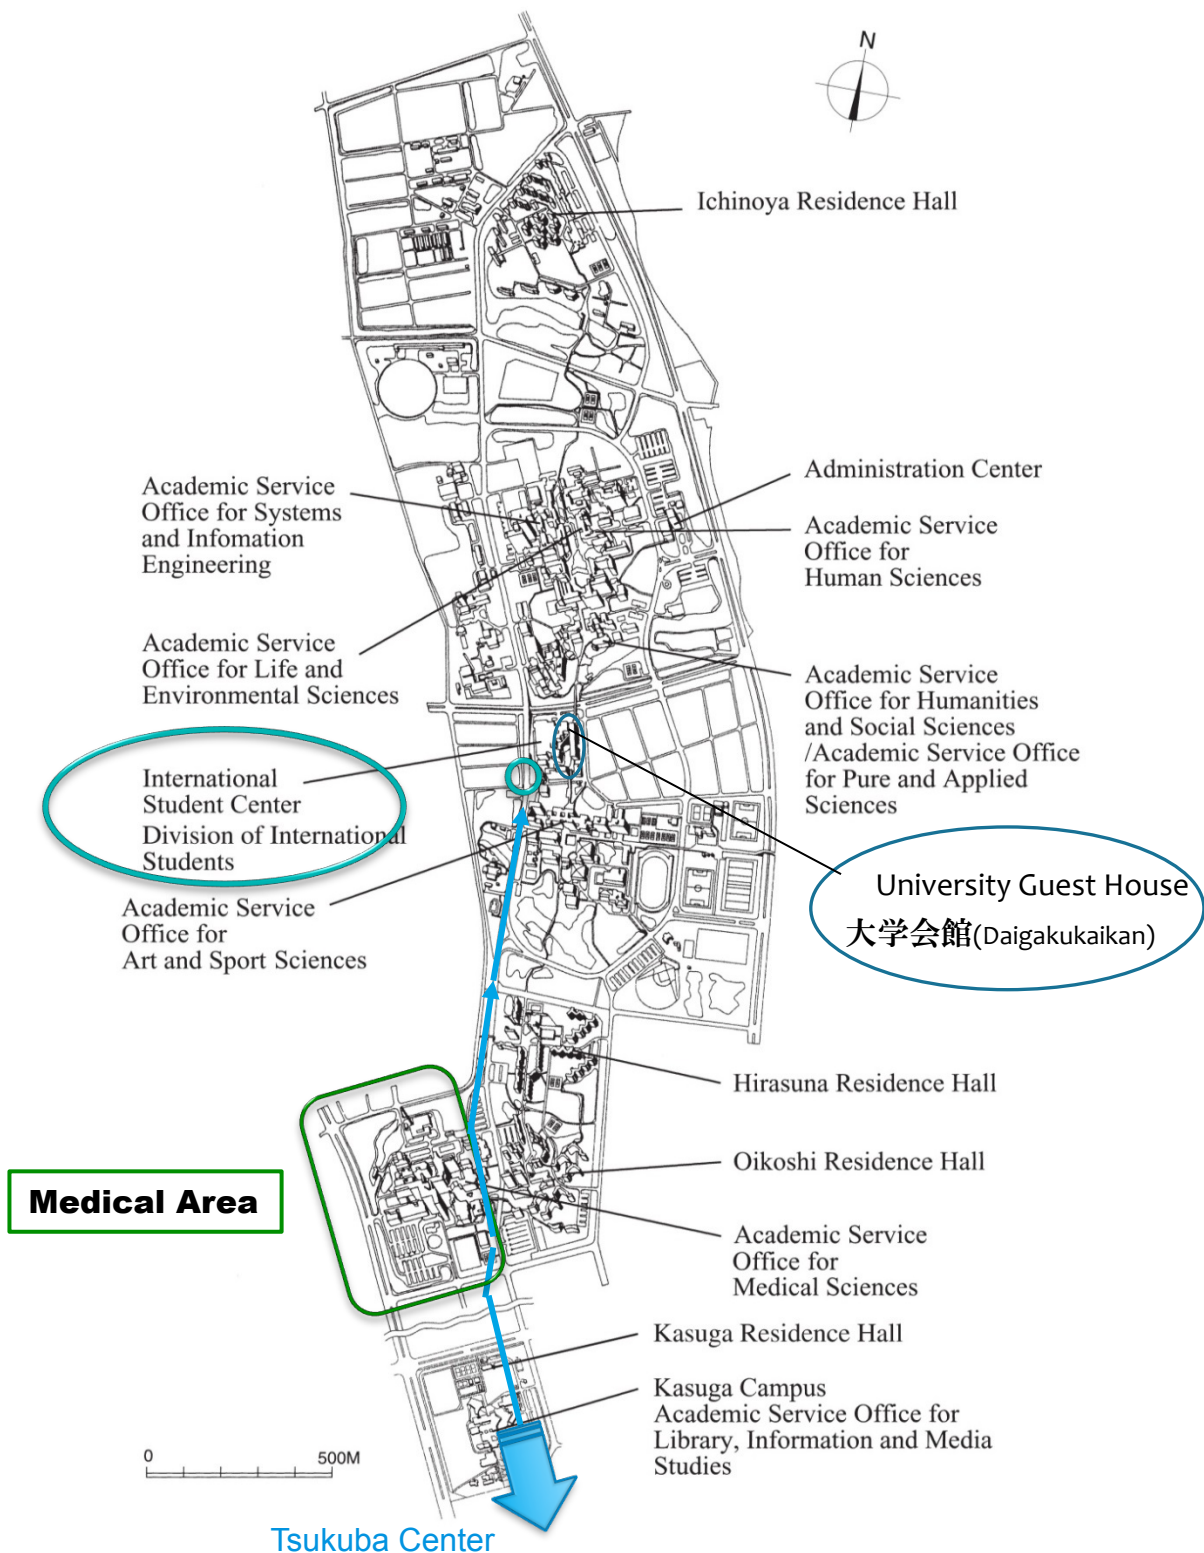 N
Ichinoya Residence Hall
Administration Center
Academic Service
Office for Systems
and Infomation
Engineering
Academic Service
Office for
Human Sciences
Academic Service
Office for Life and
Environmental Sciences
Academic Service
Office for Humanities
and Social Sciences
/Academic Service Office
for Pure and Applied
Sciences
International
Student Center
Division of International
Students
University Guest House
大学会館(Daigakukaikan)
Academic Service
Office for
Art and Sport Sciences
Hirasuna Residence Hall
Oikoshi Residence Hall
Medical Area
Academic Service
Office for
Medical Sciences
Kasuga Residence Hall
Kasuga Campus
Academic Service Office for
Library, Information and Media
Studies
0 500M
Tsukuba Center